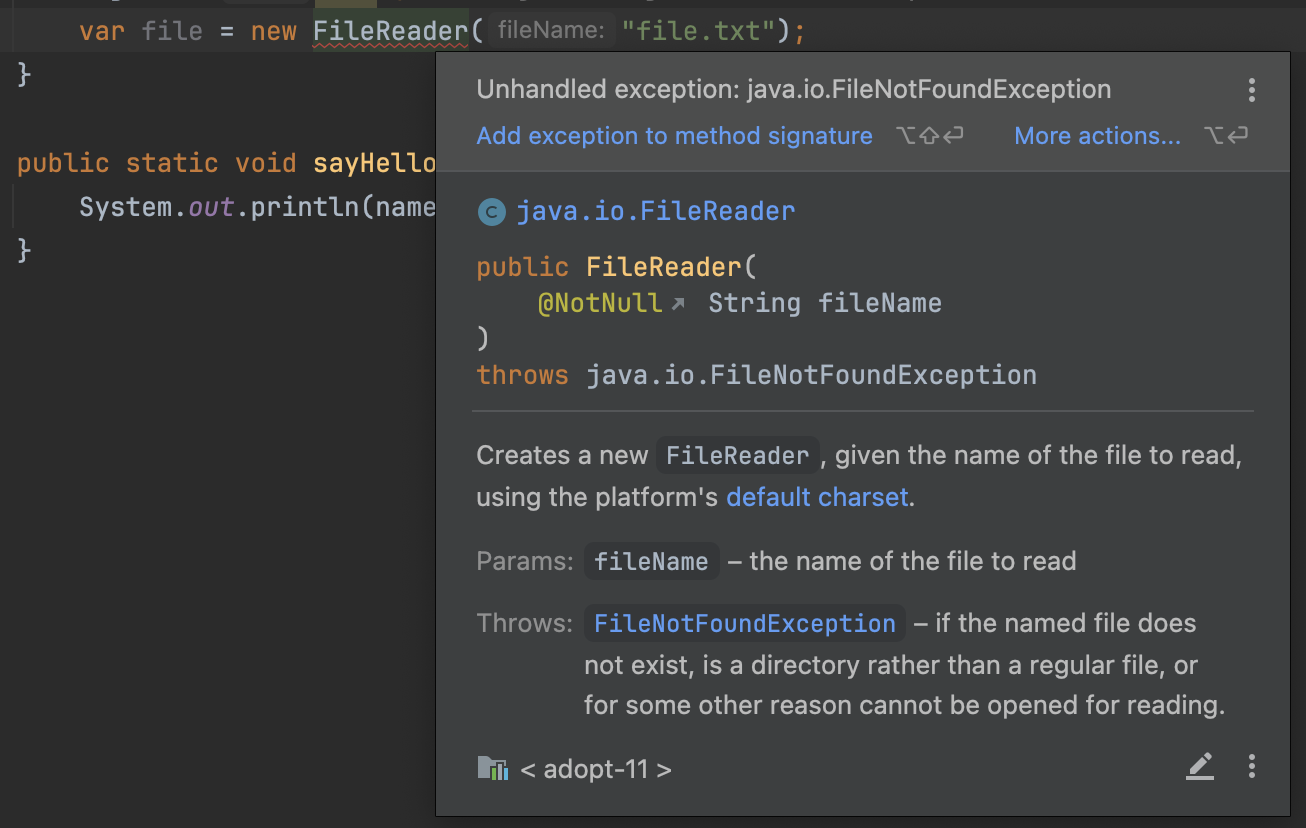 var file = new FileReader( fileName: "file.txt");
}
Unhandled exception: java.io.FileNotFoundException
Add exception to method signature ⌥⇧⏎ More actions... ⌥⏎
public static void sayHello
System.out.println(name
}
C java.io.FileReader
public FileReader(
@NotNull↗ String fileName
)
throws java.io.FileNotFoundException
Creates a new FileReader, given the name of the file to read,
using the platform's default charset.
Params: fileName – the name of the file to read
Throws: FileNotFoundException – if the named file does
not exist, is a directory rather than a regular file, or
for some other reason cannot be opened for reading.
< adopt-11 >